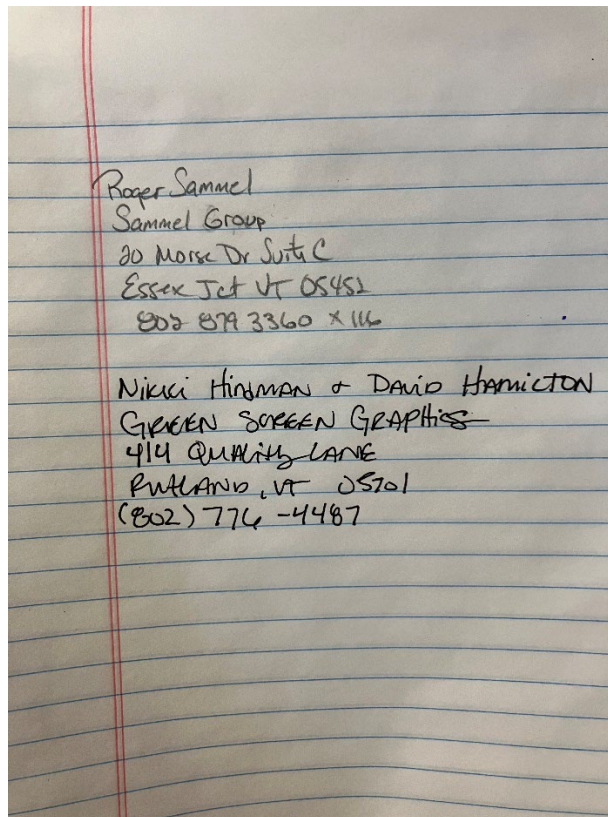 Roger Sammel
Sammel Group
20 Morse Dr Suite C
Essex Jct VT 05452
802 879 3360 x 116
Nikki Hindman & David Hamilton
GREEN SCREEN GRAPHICS
414 QUALITY LANE
RUTLAND, VT 05701
(802) 776-4487